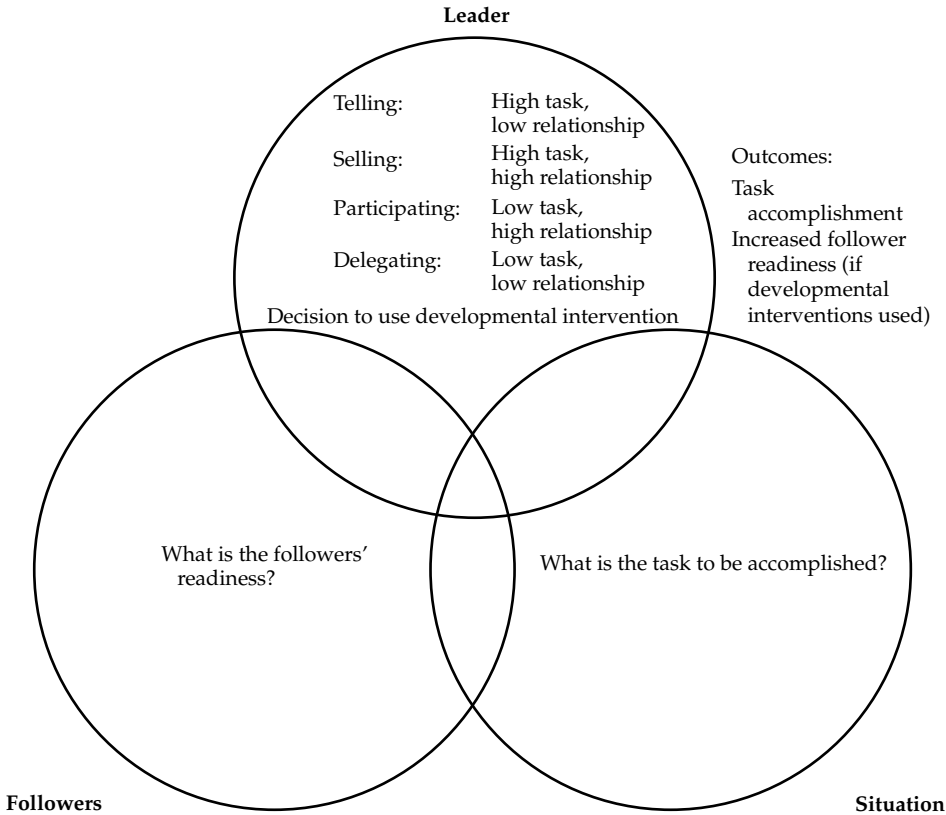 Leader
Telling: High task,
low relationship
Selling: High task,
high relationship
Participating: Low task,
high relationship
Delegating: Low task,
low relationship
Decision to use developmental intervention
Outcomes:
Task
accomplishment
Increased follower
readiness (if
developmental
interventions used)
What is the followers’
readiness?
What is the task to be accomplished?
Followers
Situation